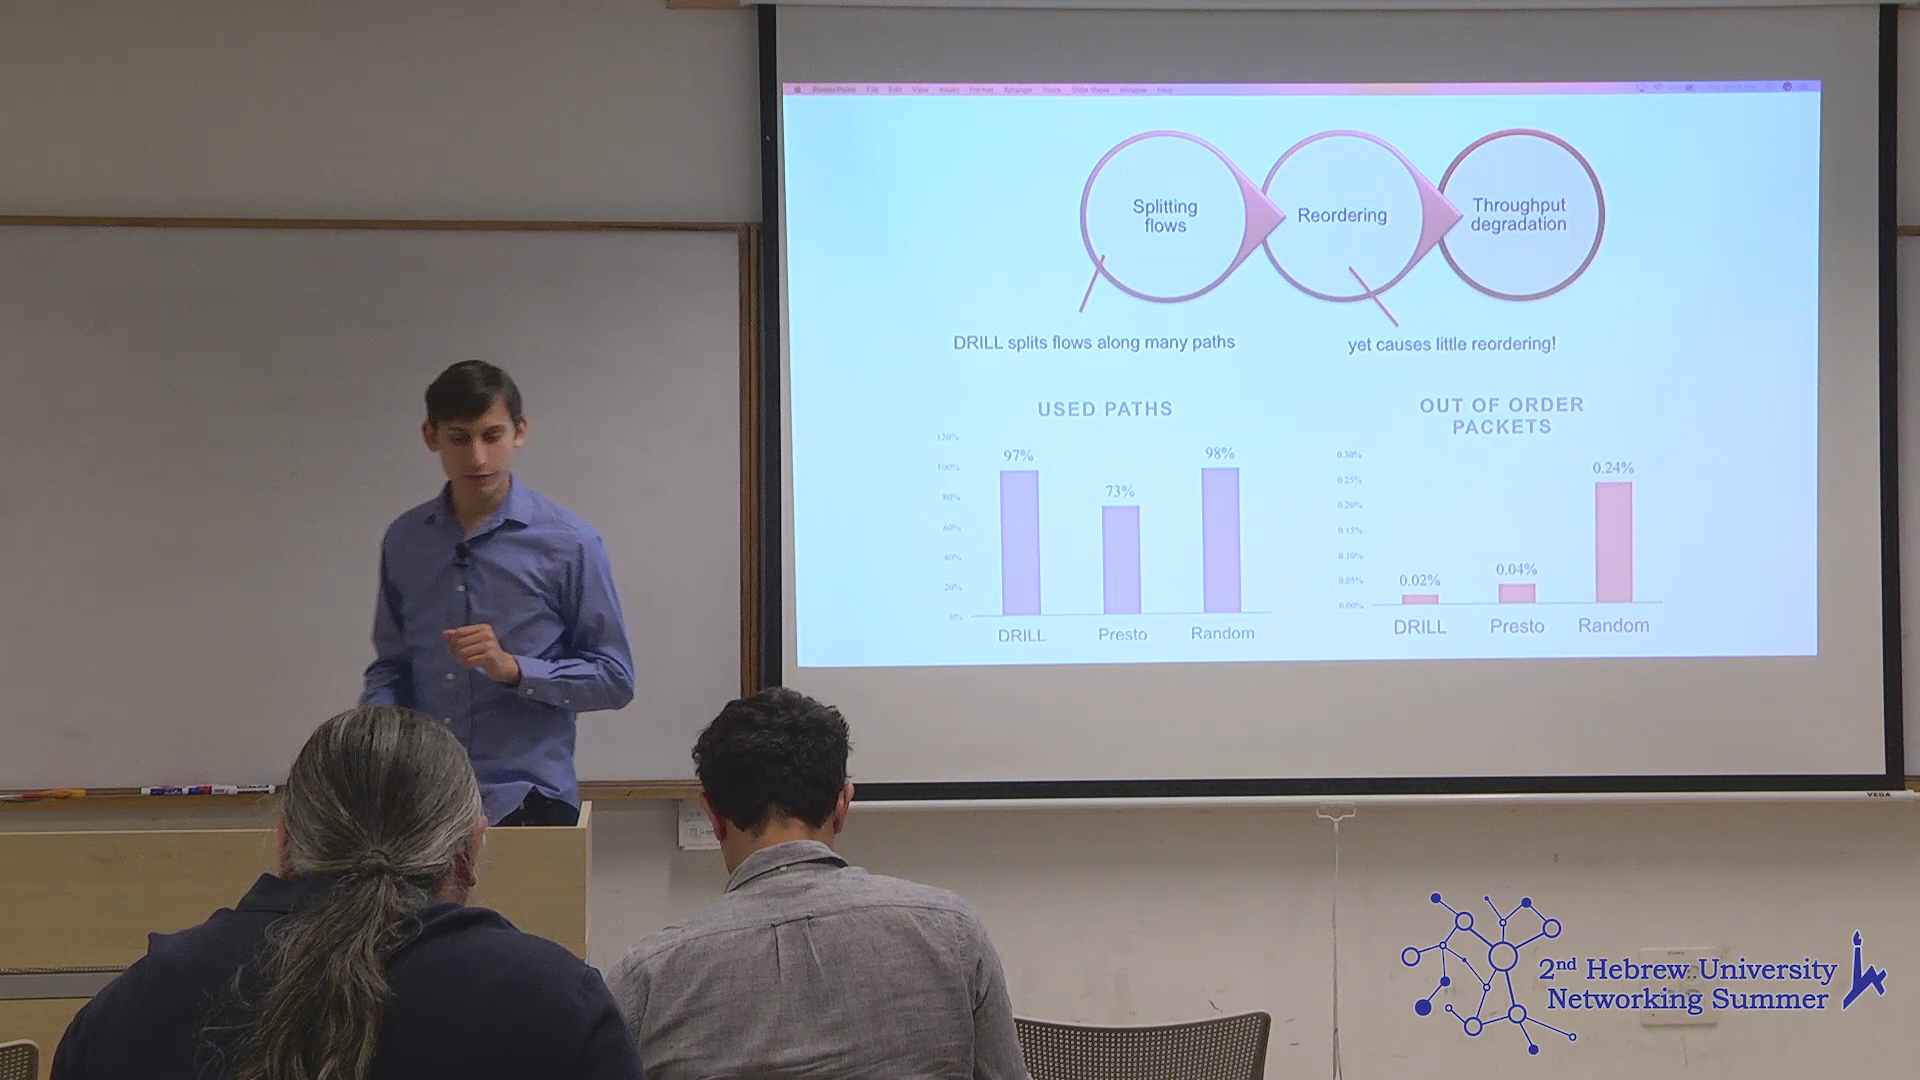 PowerPoint File Edit View Insert Format Arrange Tools Slide Show Window Help
Splitting
flows
Reordering
Throughput
degradation
DRILL splits flows along many paths
yet causes little reordering!
USED PATHS
120%
100%
80%
60%
40%
20%
0%
97%
73%
98%
DRILL Presto Random
OUT OF ORDER
PACKETS
0.30%
0.25%
0.20%
0.15%
0.10%
0.05%
0.00%
0.02%
0.04%
0.24%
DRILL Presto Random
VEGA
2nd Hebrew University
Networking Summer